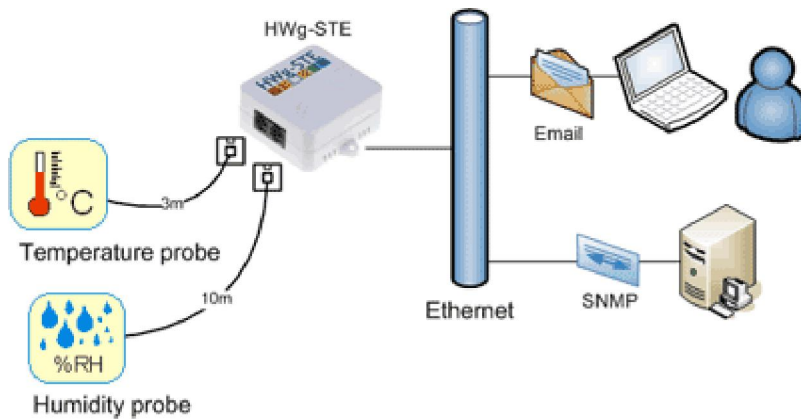 HWg-STE
HWg-STE
Email
°C
3m
Temperature probe
10m
Ethernet
SNMP
%RH
Humidity probe